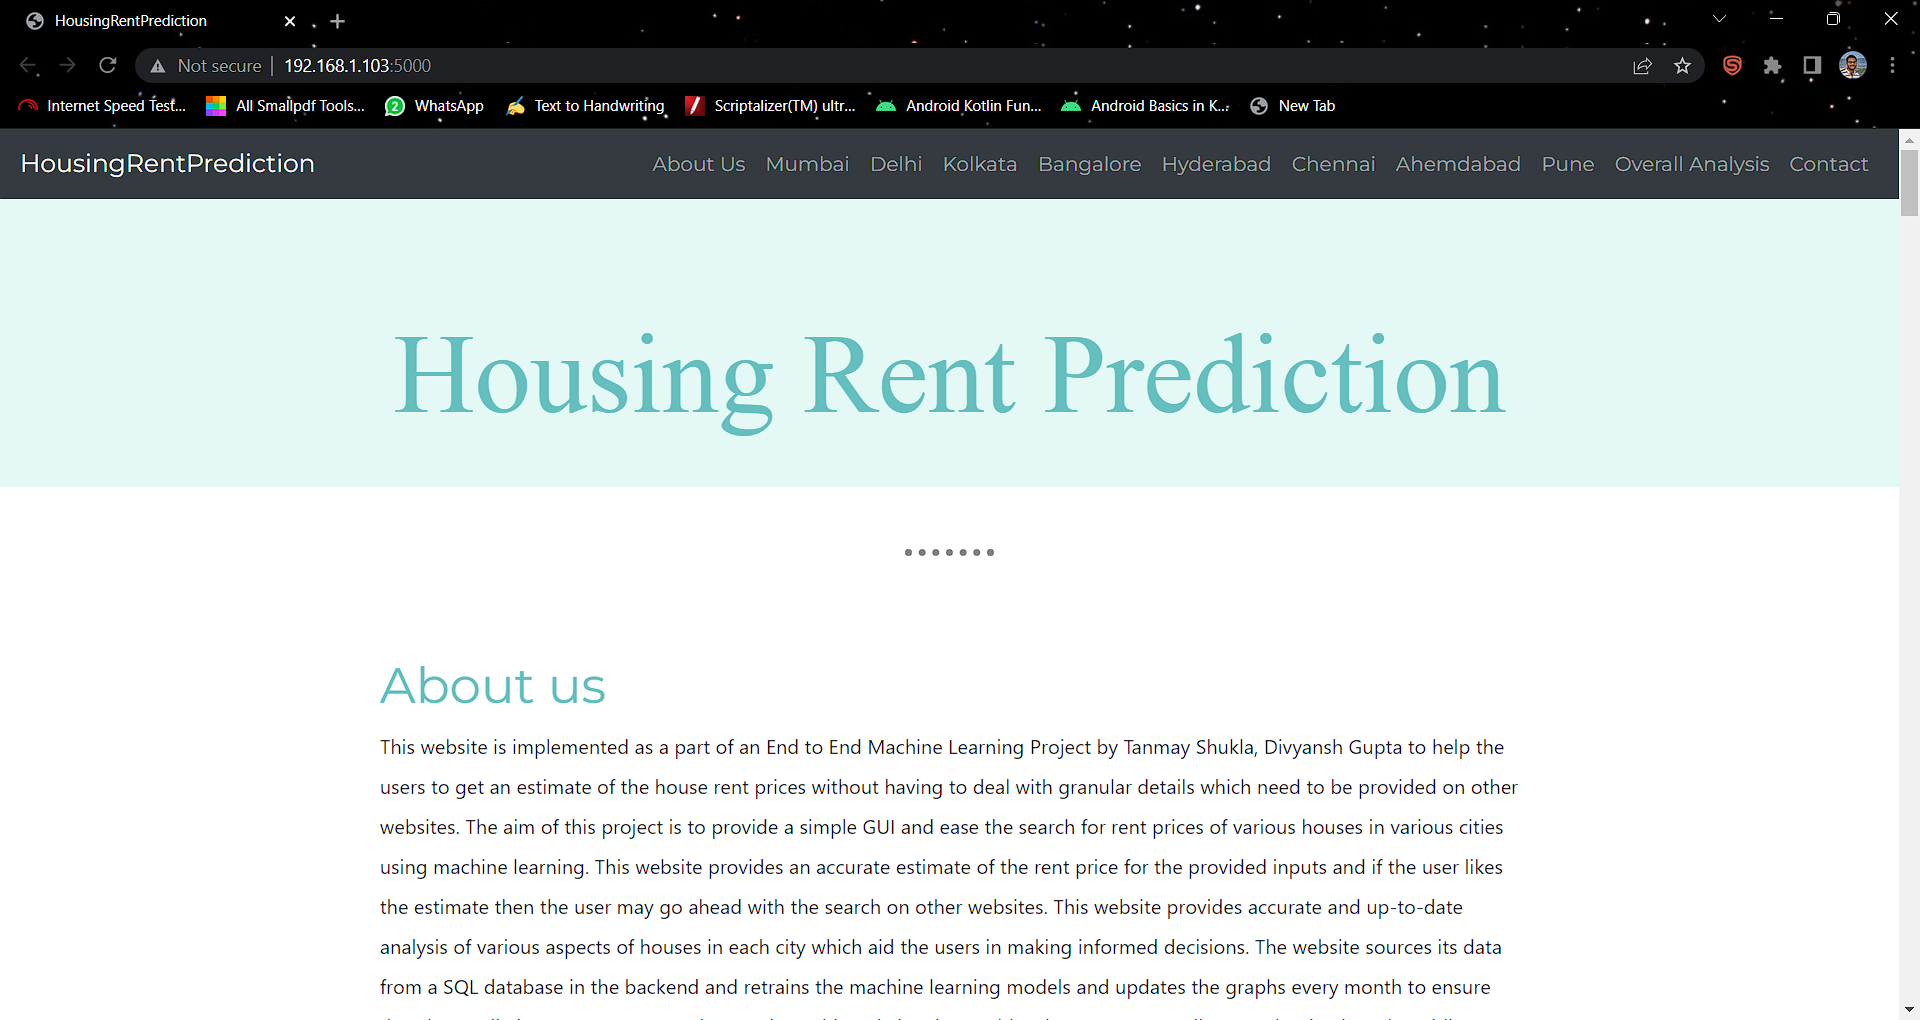 HousingRentPrediction
Not secure 192.168.1.103:5000
Internet Speed Test... All Smallpdf Tools... 2 WhatsApp Text to Handwriting Scriptalizer(TM) ultr... Android Kotlin Fun... Android Basics in K... New Tab
HousingRentPrediction About Us Mumbai Delhi Kolkata Bangalore Hyderabad Chennai Ahemdabad Pune Overall Analysis Contact
Housing Rent Prediction
About us
This website is implemented as a part of an End to End Machine Learning Project by Tanmay Shukla, Divyansh Gupta to help the
users to get an estimate of the house rent prices without having to deal with granular details which need to be provided on other
websites. The aim of this project is to provide a simple GUI and ease the search for rent prices of various houses in various cities
using machine learning. This website provides an accurate estimate of the rent price for the provided inputs and if the user likes
the estimate then the user may go ahead with the search on other websites. This website provides accurate and up-to-date
analysis of various aspects of houses in each city which aid the users in making informed decisions. The website sources its data
from a SQL database in the backend and retrains the machine learning models and updates the graphs every month to ensure